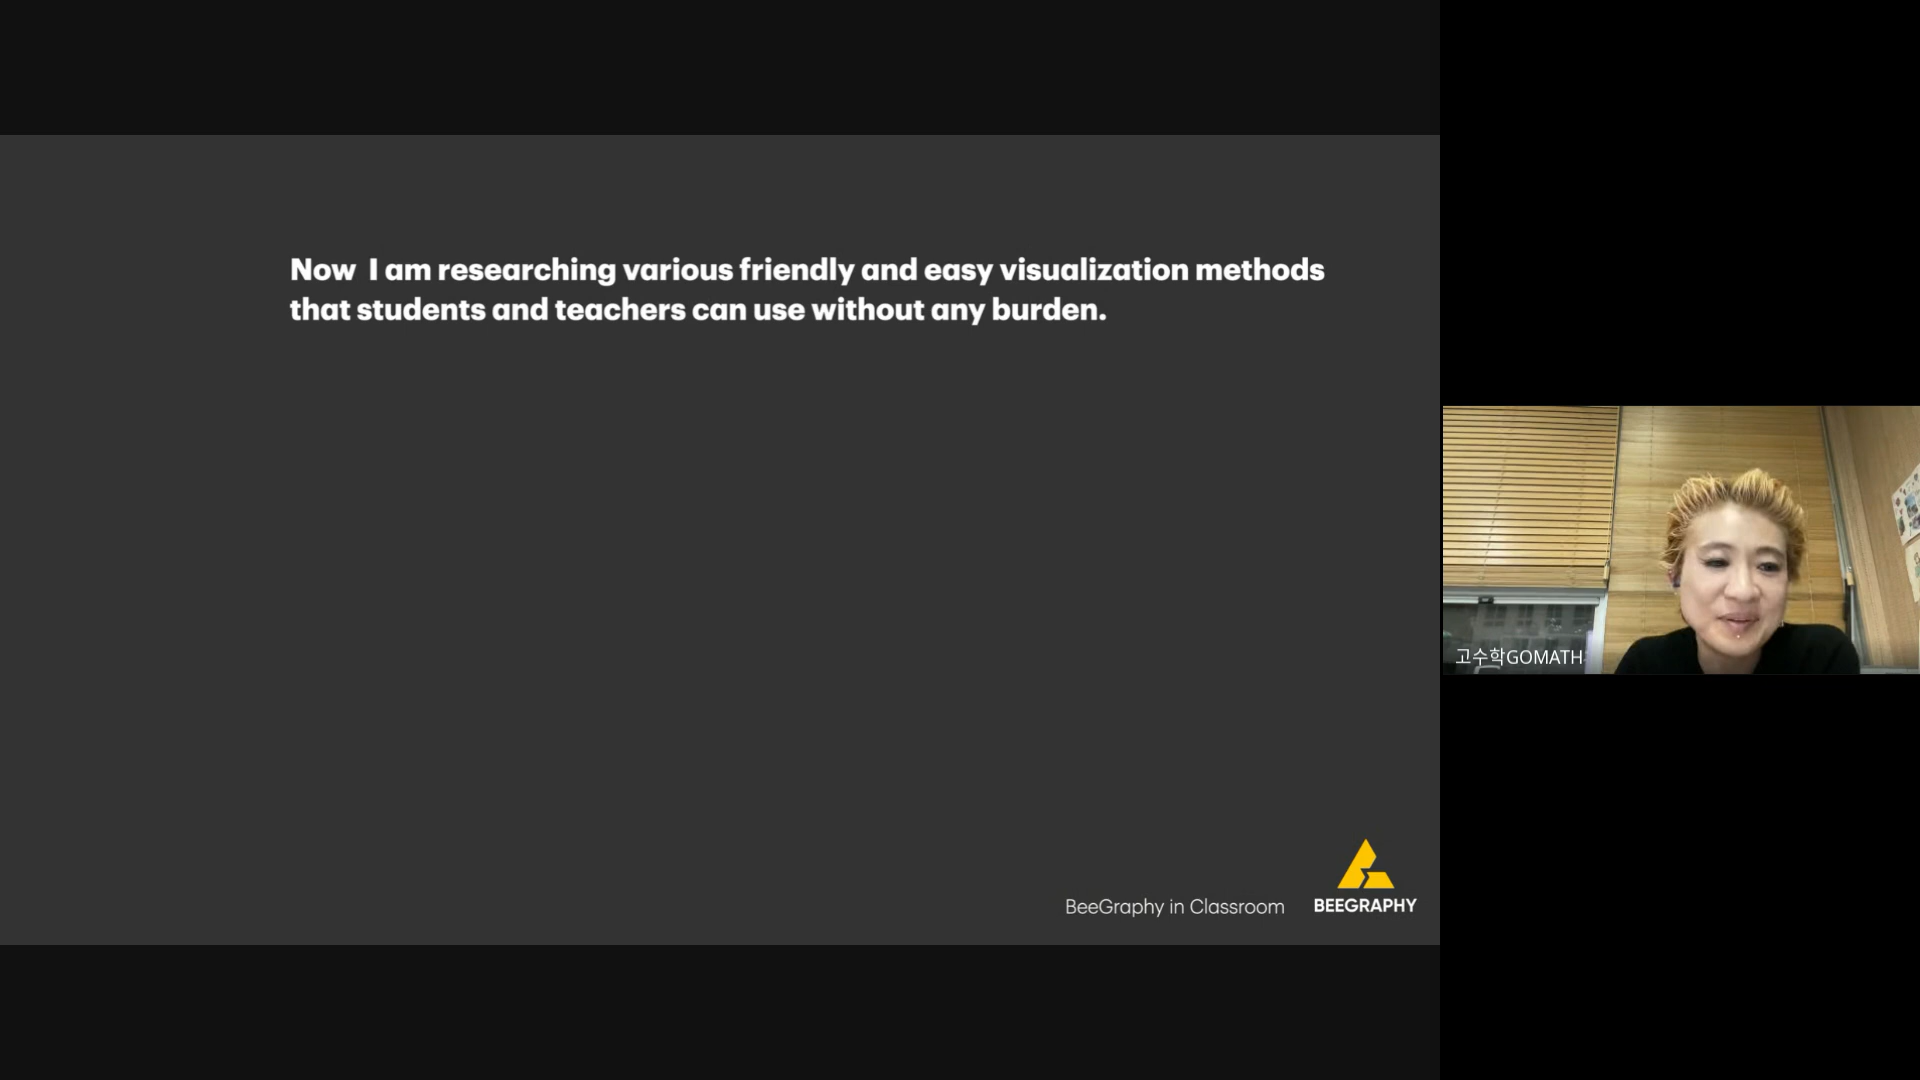 Now I am researching various friendly and easy visualization methods
that students and teachers can use without any burden.
BeeGraphy in Classroom
BEEGRAPHY
고수학GOMATH